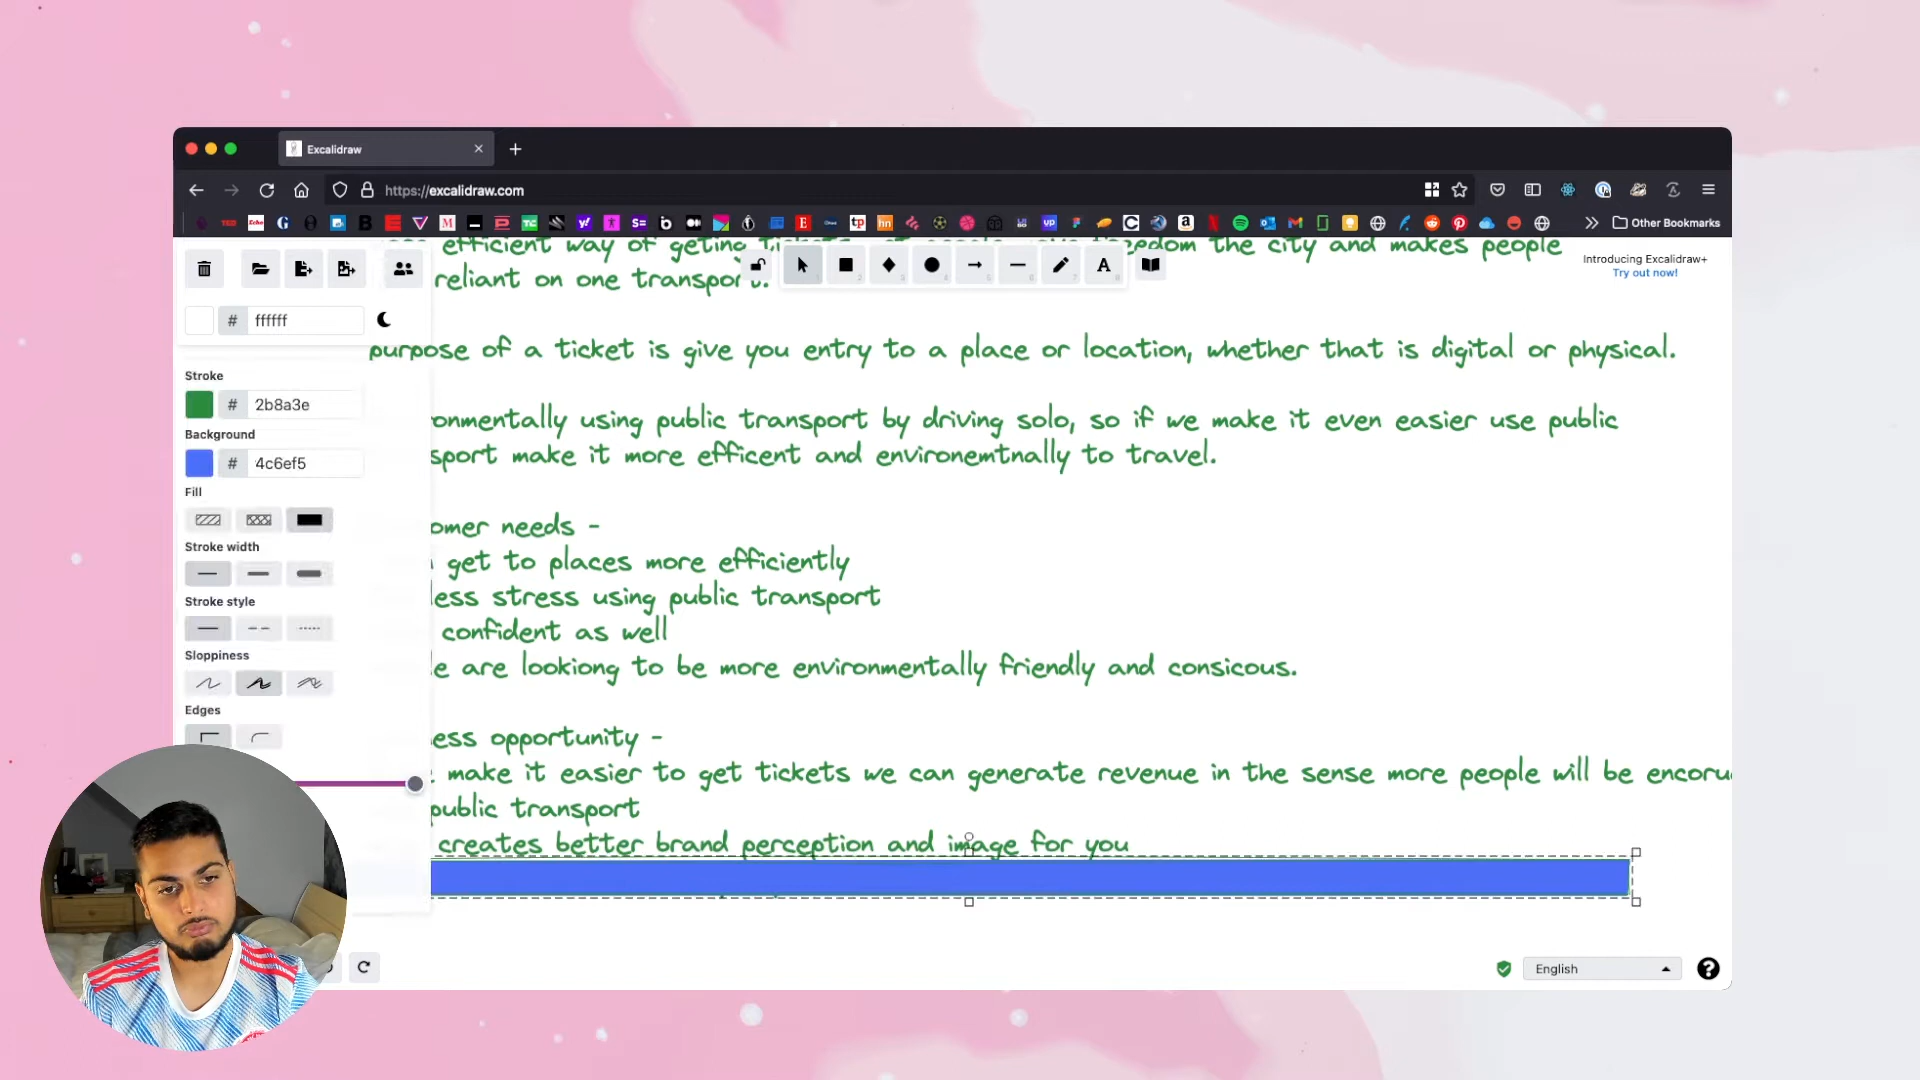 Excalidraw
https://excalidraw.com
Other Bookmarks
efficient way of geting
the city and makes people
reliant on one transport.
Introducing Excalidraw+
Try out now!
# ffffff
purpose of a ticket is give you entry to a place or location, whether that is digital or physical.
Stroke
# 2b8a3e
onmentally using public transport by driving solo, so if we make it even easier use public
Background
sport make it more efficent and environemtnally to travel.
# 4c6ef5
Fill
omer needs -
Stroke width
get to places more efficiently
less stress using public transport
Stroke style
confident as well
Sloppiness
e are lookiong to be more environmentally friendly and consicous.
Edges
ess opportunity -
make it easier to get tickets we can generate revenue in the sense more people will be encoru
public transport
creates better brand perception and image for you
English